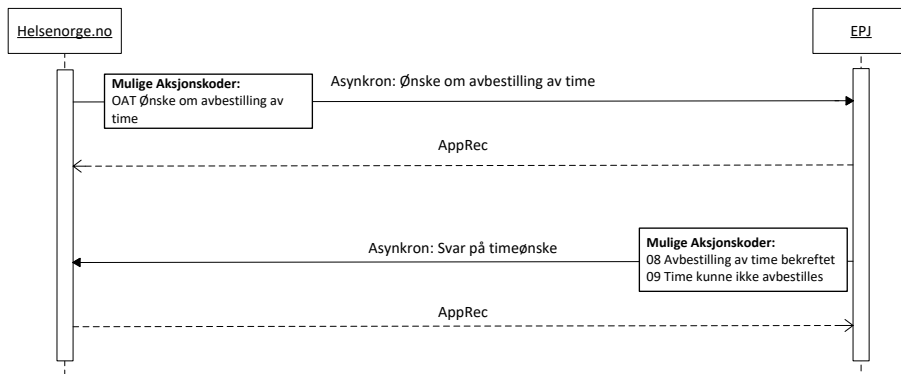 Helsenorge.no
EPJ
Mulige Aksjonskoder:
OAT Ønske om avbestilling av
time
Asynkron: Ønske om avbestilling av time
AppRec
Asynkron: Svar på timeønske
Mulige Aksjonskoder:
08 Avbestilling av time bekreftet
09 Time kunne ikke avbestilles
AppRec